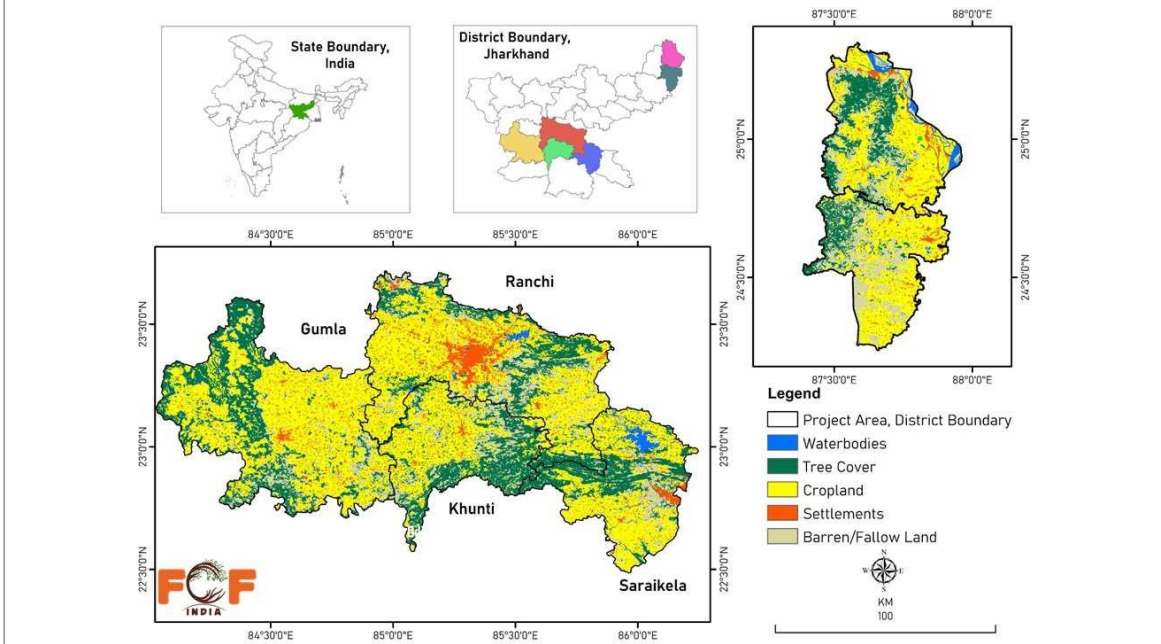 State Boundary,
India
District Boundary,
Jharkhand
87°30'0"E 88°0'0"E
25°0'0"N 25°0'0"N
24°30'0"N 24°30'0"N
87°30'0"E 88°0'0"E
84°30'0"E 85°0'0"E 85°30'0"E 86°0'0"E
23°30'0"N 23°30'0"N
23°0'0"N 23°0'0"N
22°30'0"N 22°30'0"N
Ranchi
Gumla
Khunti
Saraikela
FCF
INDIA
84°30'0"E 85°0'0"E 85°30'0"E 86°0'0"E
Legend
Project Area, District Boundary
Waterbodies
Tree Cover
Cropland
Settlements
Barren/Fallow Land
N
W E
S
KM
100